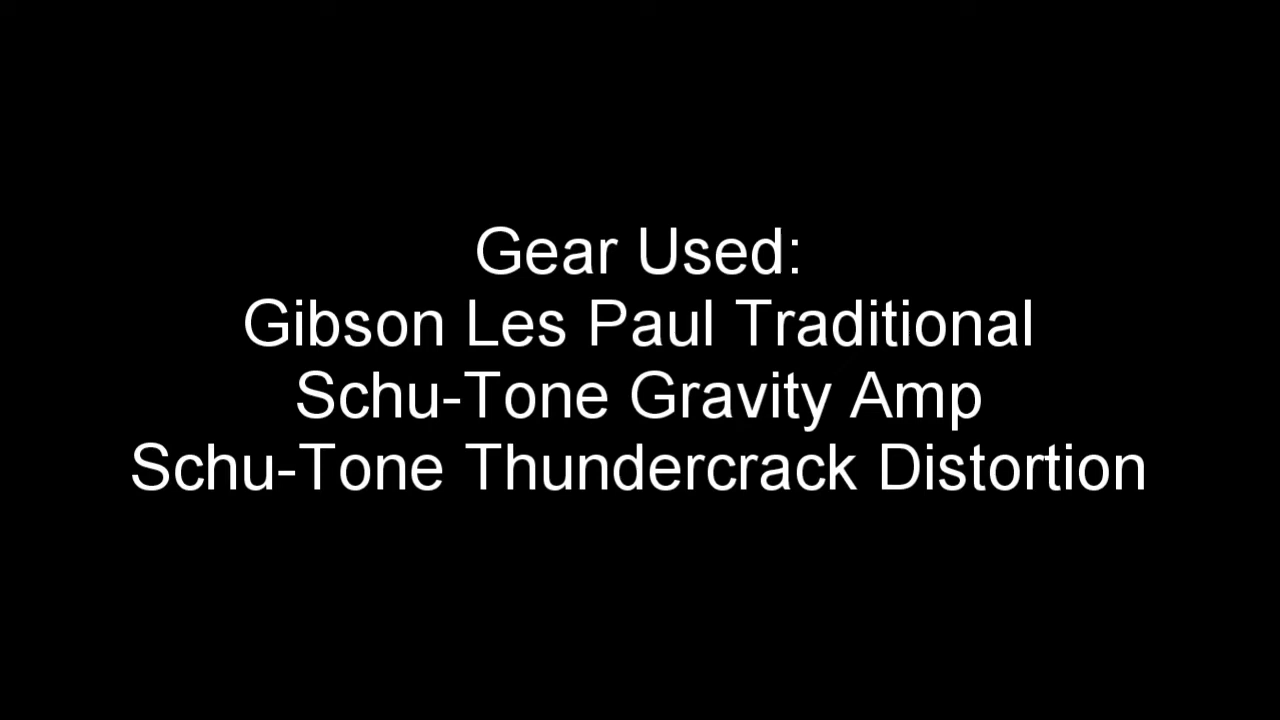 Gear Used:
Gibson Les Paul Traditional
Schu-Tone Gravity Amp
Schu-Tone Thundercrack Distortion